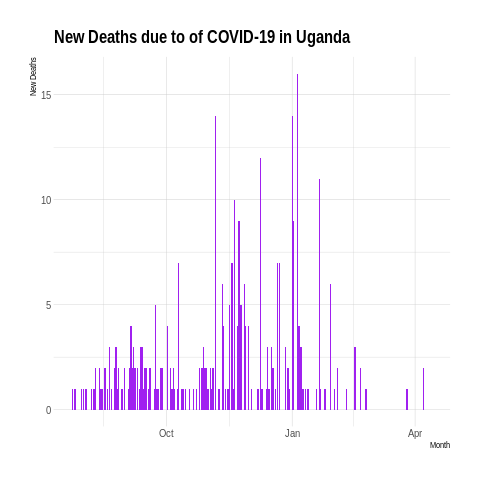 New Deaths due to of COVID-19 in Uganda
New Deaths
15
10
5
0
Oct
Jan
Apr
Month